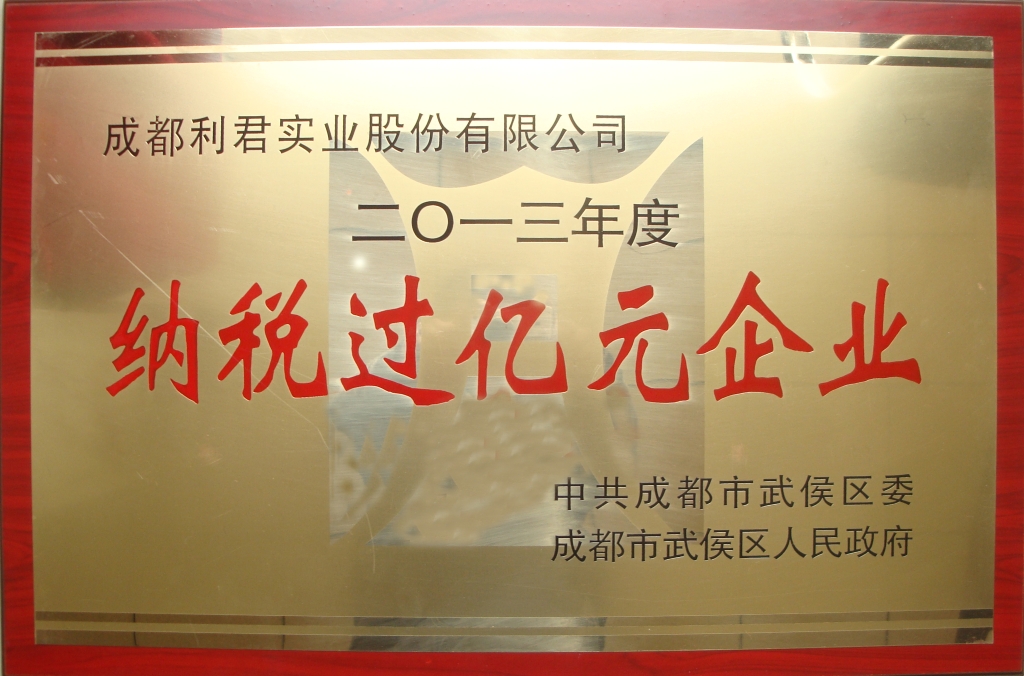 成都利君实业股份有限公司
二〇一三年度
纳税过亿元企业
中共成都市武侯区委
成都市武侯区人民政府